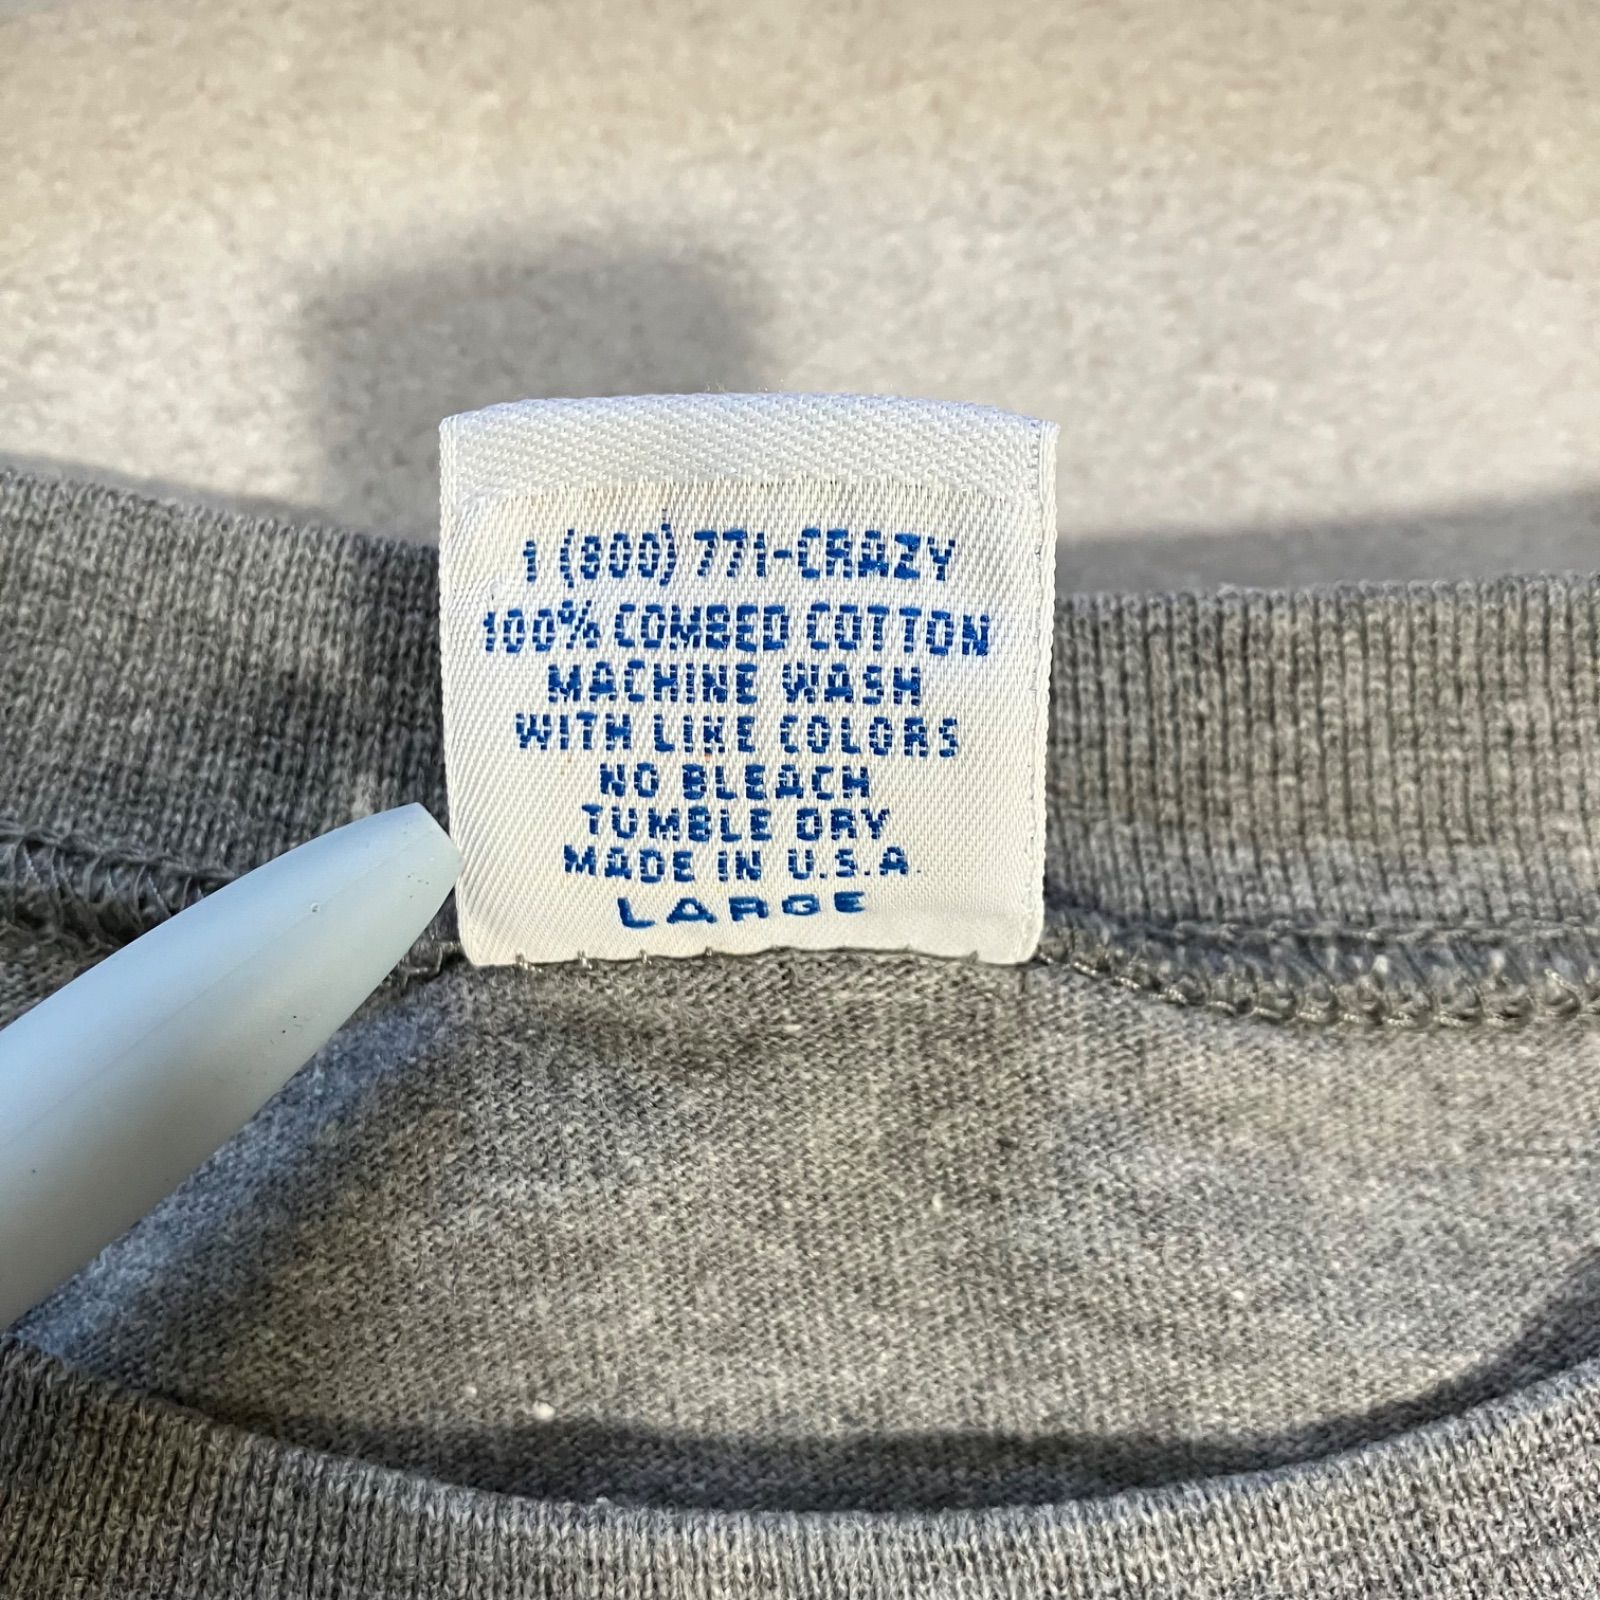 1 (800) 771-CRAZY
100% COMBED COTTON
MACHINE WASH
WITH LIKE COLORS
NO BLEACH
TUMBLE DRY
MADE IN U.S.A.
LARGE